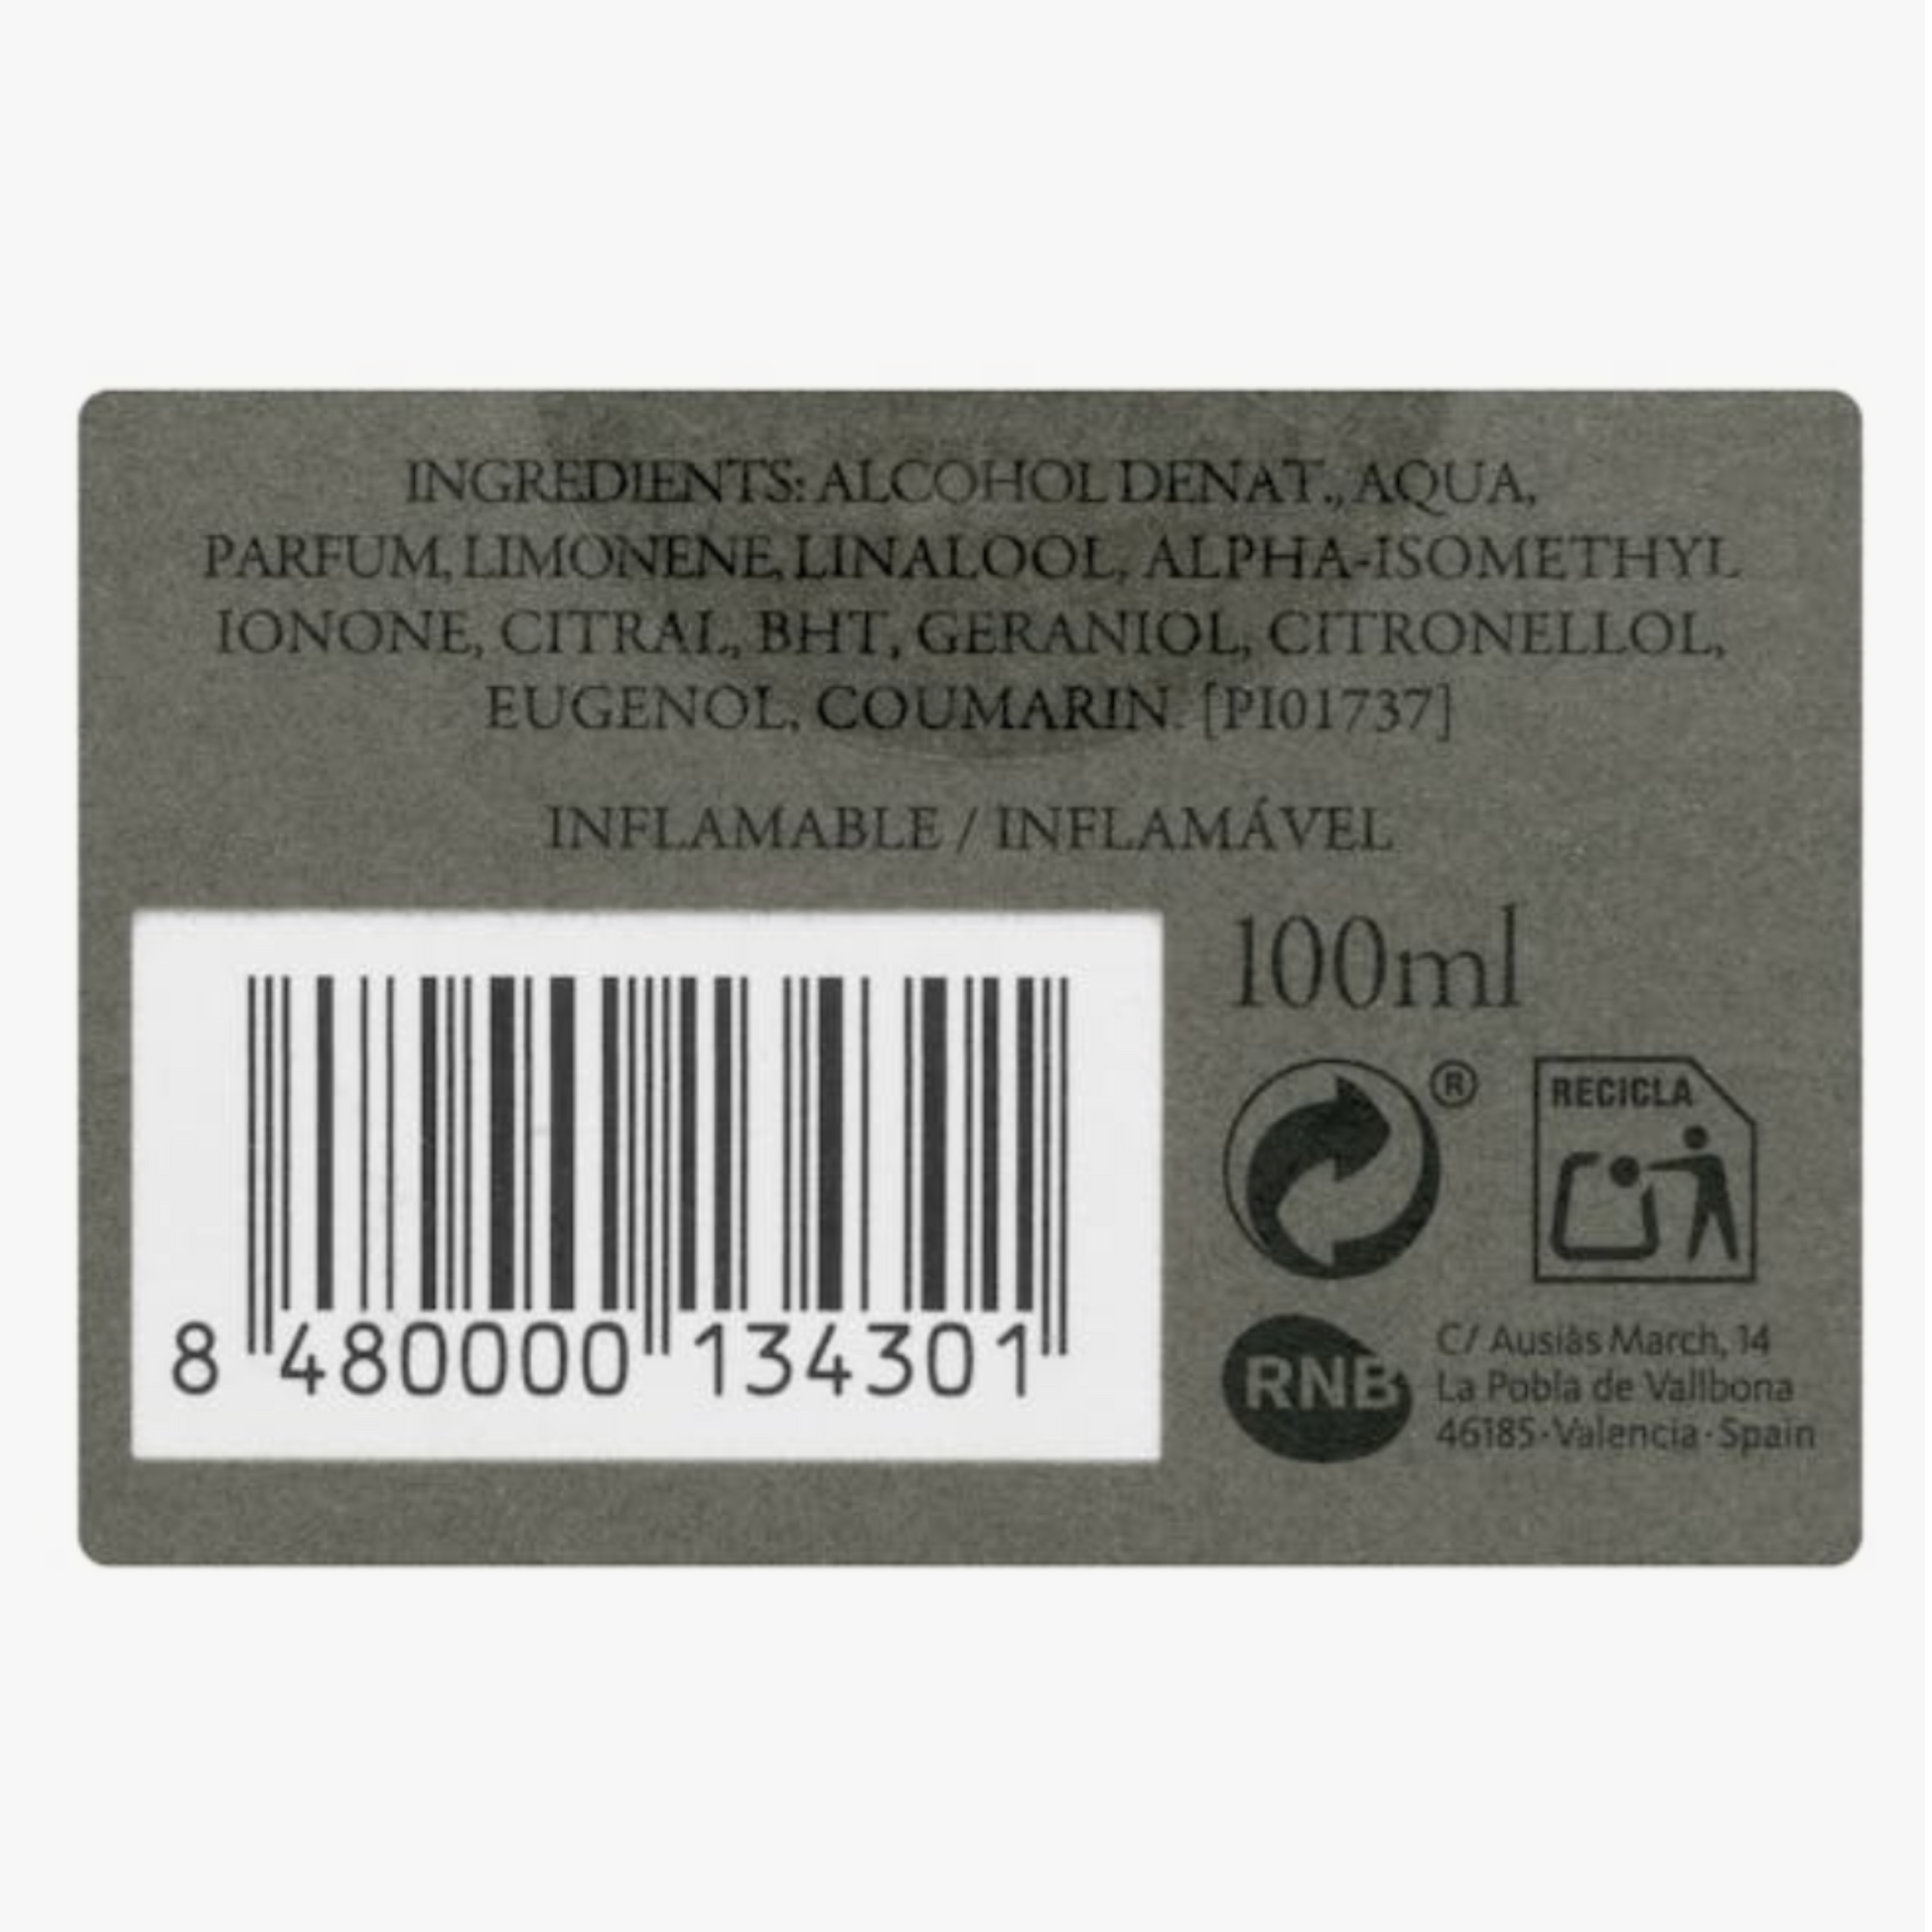 INGREDIENTS: ALCOHOL DENAT., AQUA,
PARFUM, LIMONENE, LINALOOL, ALPHA-ISOMETHYL
IONONE, CITRAL, BHT, GERANIOL, CITRONELLOL,
EUGENOL, COUMARIN. [PI01737]
INFLAMABLE / INFLAMÁVEL
100ml
®
RECICLA
8 480000 134301
RNB
C/ Ausiàs March, 14
La Pobla de Vallbona
46185·Valencia·Spain